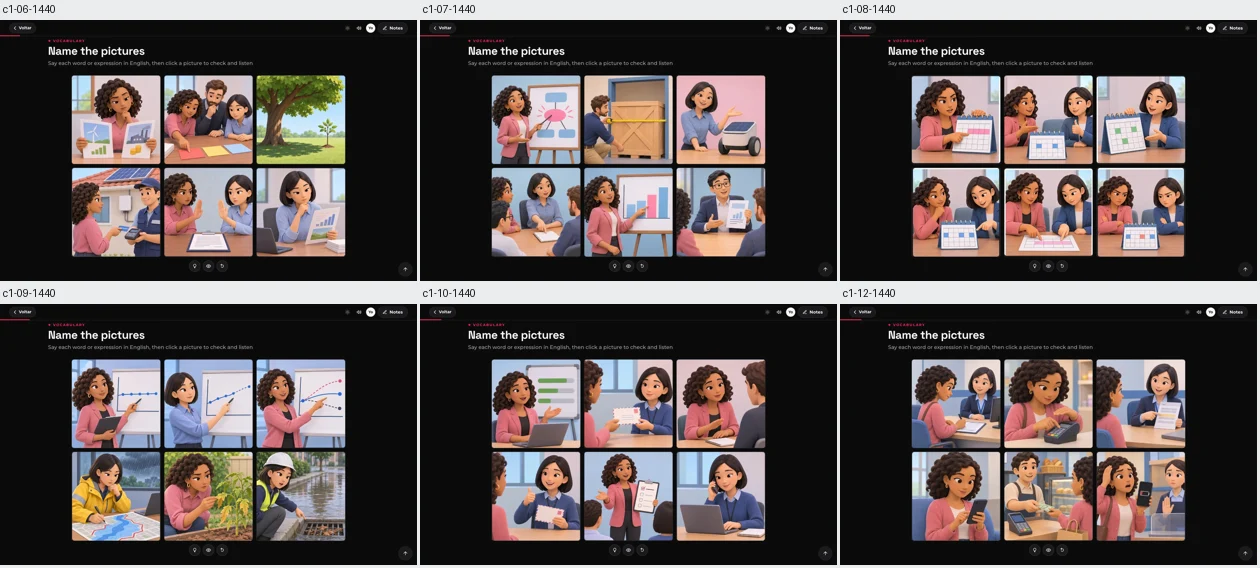 c1-06-1440
Voltar
Notes
VOCABULARY
Name the pictures
Say each word or expression in English, then click a picture to check and listen
c1-07-1440
Voltar
Notes
VOCABULARY
Name the pictures
Say each word or expression in English, then click a picture to check and listen
c1-08-1440
Voltar
Notes
VOCABULARY
Name the pictures
Say each word or expression in English, then click a picture to check and listen
c1-09-1440
Voltar
Notes
VOCABULARY
Name the pictures
Say each word or expression in English, then click a picture to check and listen
c1-10-1440
Voltar
Notes
VOCABULARY
Name the pictures
Say each word or expression in English, then click a picture to check and listen
c1-12-1440
Voltar
Notes
VOCABULARY
Name the pictures
Say each word or expression in English, then click a picture to check and listen